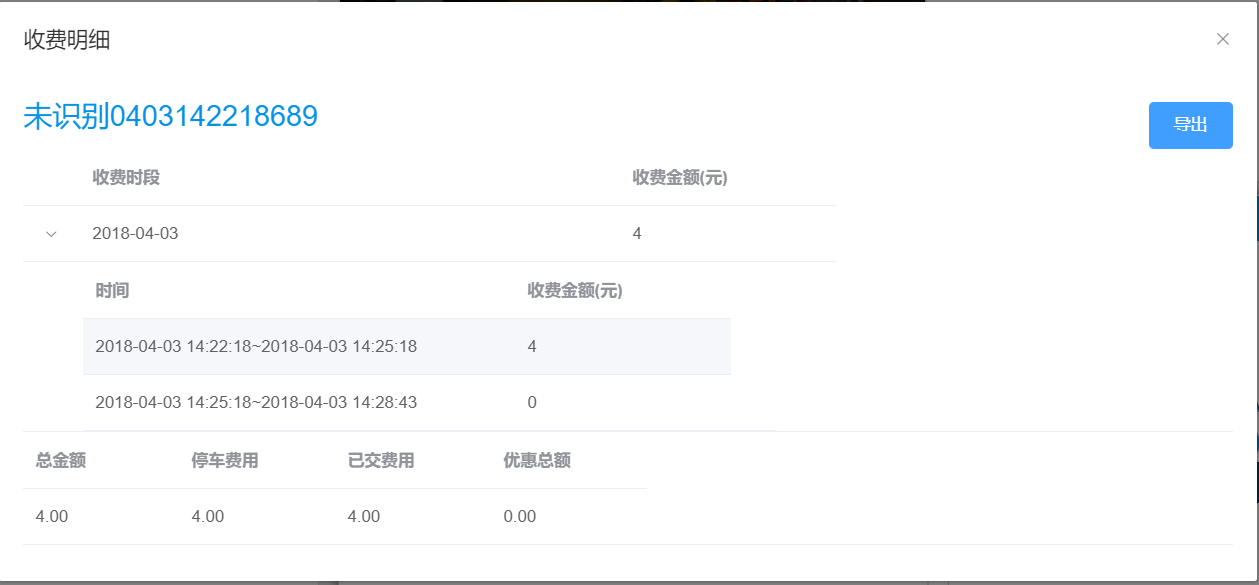 收费明细
未识别0403142218689
导出
收费时段 收费金额(元)
2018-04-03 4
时间 收费金额(元)
2018-04-03 14:22:18~2018-04-03 14:25:18 4
2018-04-03 14:25:18~2018-04-03 14:28:43 0
总金额 停车费用 已交费用 优惠总额
4.00 4.00 4.00 0.00